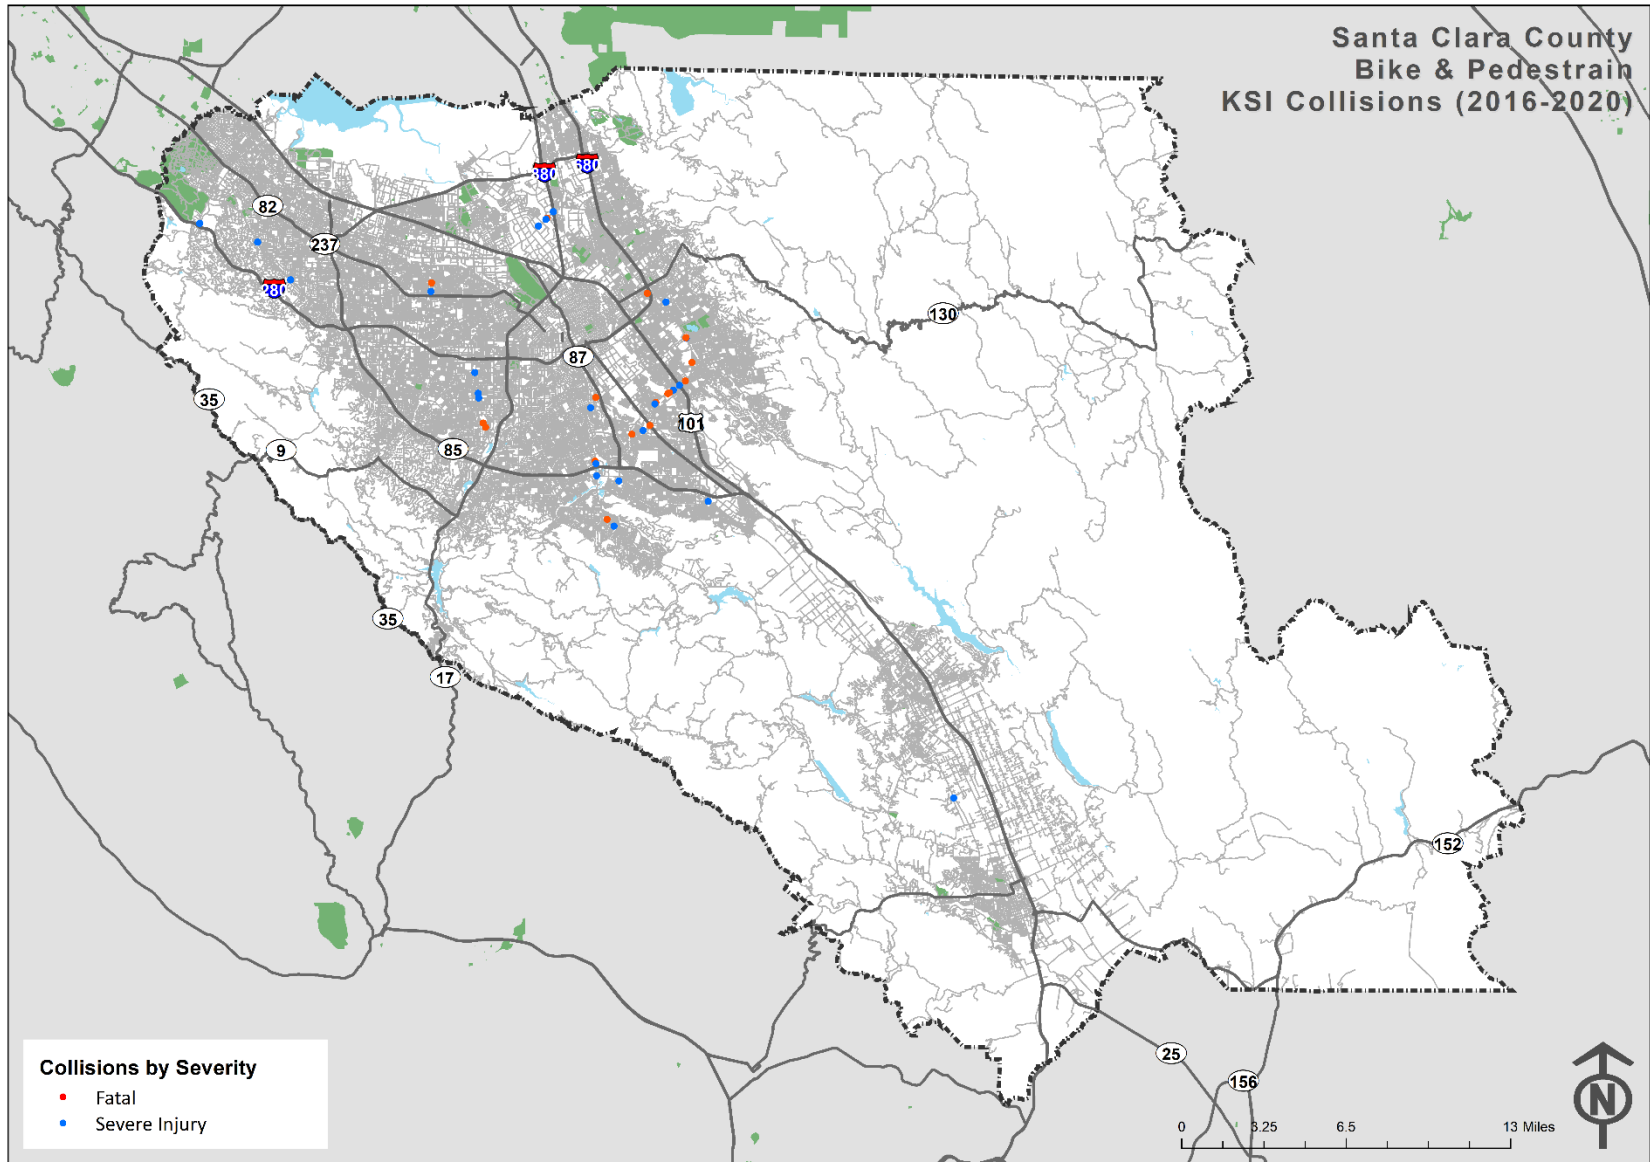 Santa Clara County
Bike & Pedestrain
KSI Collisions (2016-2020)
880
680
82
237
280
130
87
35
101
9
85
35
17
152
25
156
Collisions by Severity
Fatal
Severe Injury
N
0 3.25 6.5 13 Miles